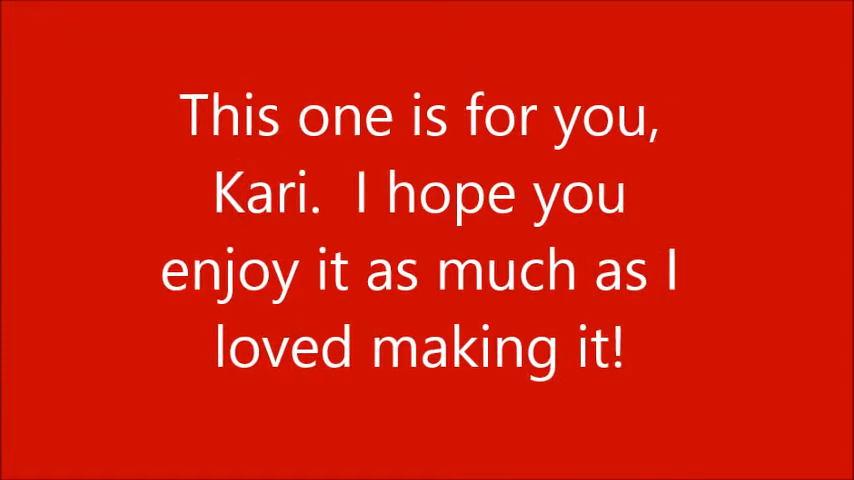 This one is for you,
Kari.  I hope you
enjoy it as much as I
loved making it!